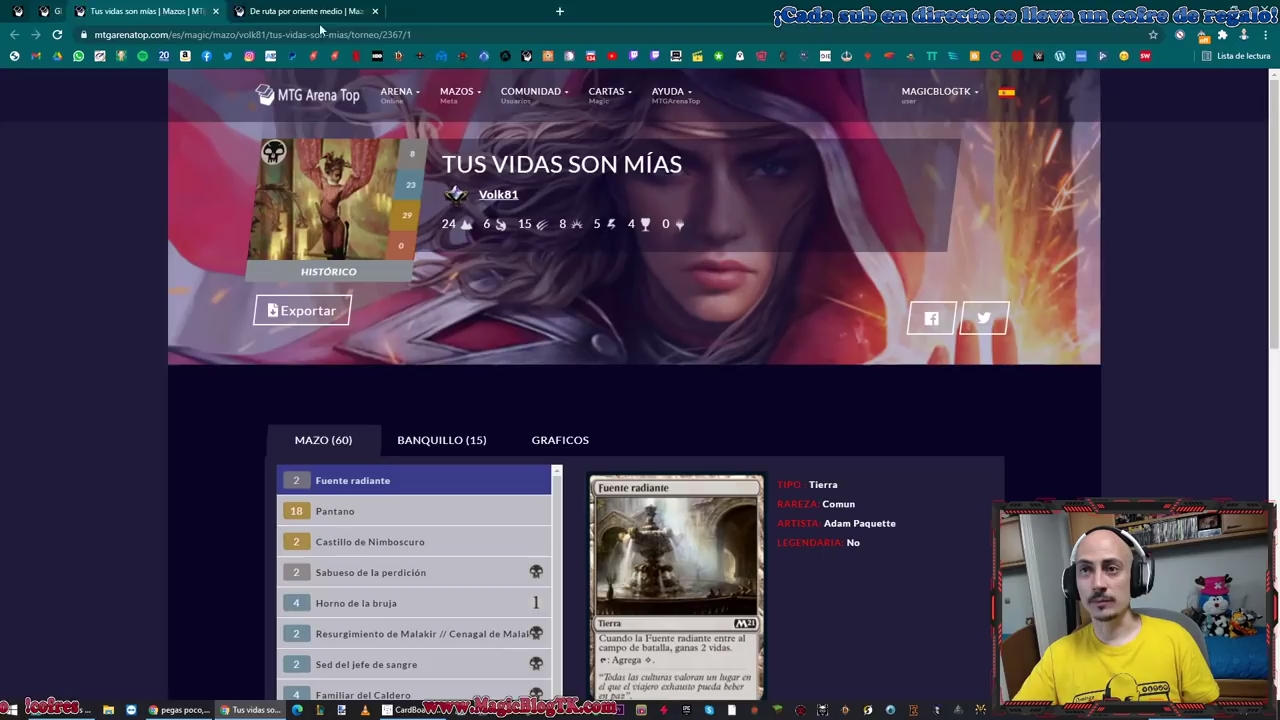 Tus vidas son mías | Mazos | MT
De ruta por oriente medio | Maz
¡Cada sub en directo se lleva un cofre de regalo!
mtgarenatop.com/es/magic/mazo/volk81/tus-vidas-son-mias/torneo/2367/1
Lista de lectura
MTG Arena Top
ARENA
Online
MAZOS
Meta
COMUNIDAD
Usuarios
CARTAS
Magic
AYUDA
MTGArenaTop
MAGICBLOGTK
user
8
23
29
0
TUS VIDAS SON MÍAS
Volk81
24 6 15 8 5 4 0
HISTÓRICO
Exportar
MAZO (60)
BANQUILLO (15)
GRAFICOS
2 Fuente radiante
18 Pantano
2 Castillo de Nimboscuro
2 Sabueso de la perdición
4 Horno de la bruja 1
2 Resurgimiento de Malakir // Cenagal de Malak
2 Sed del jefe de sangre
4 Familiar del Caldero
Fuente radiante
Tierra
M21
Cuando la Fuente radiante entre al
campo de batalla, ganas 2 vidas.
: Agrega
"Todas las culturas valoran un lugar en
el que el viajero exhausto pueda beber
en paz".
TIPO : Tierra
RAREZA: Comun
ARTISTA: Adam Paquette
LEGENDARIA: No
cofres
pegas poco,
Tus vidas so
www.MagicBlogTK.com